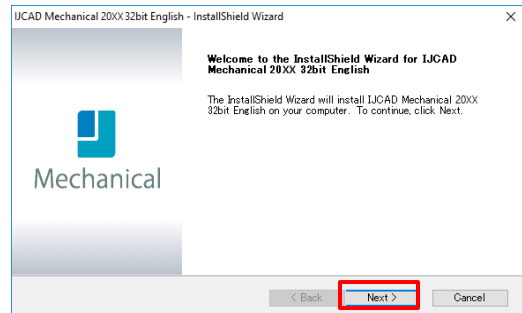 IJCAD Mechanical 20XX 32bit English - InstallShield Wizard
Welcome to the InstallShield Wizard for IJCAD
Mechanical 20XX 32bit English
The InstallShield Wizard will install IJCAD Mechanical 20XX
32bit English on your computer. To continue, click Next.
Mechanical
< Back
Next >
Cancel